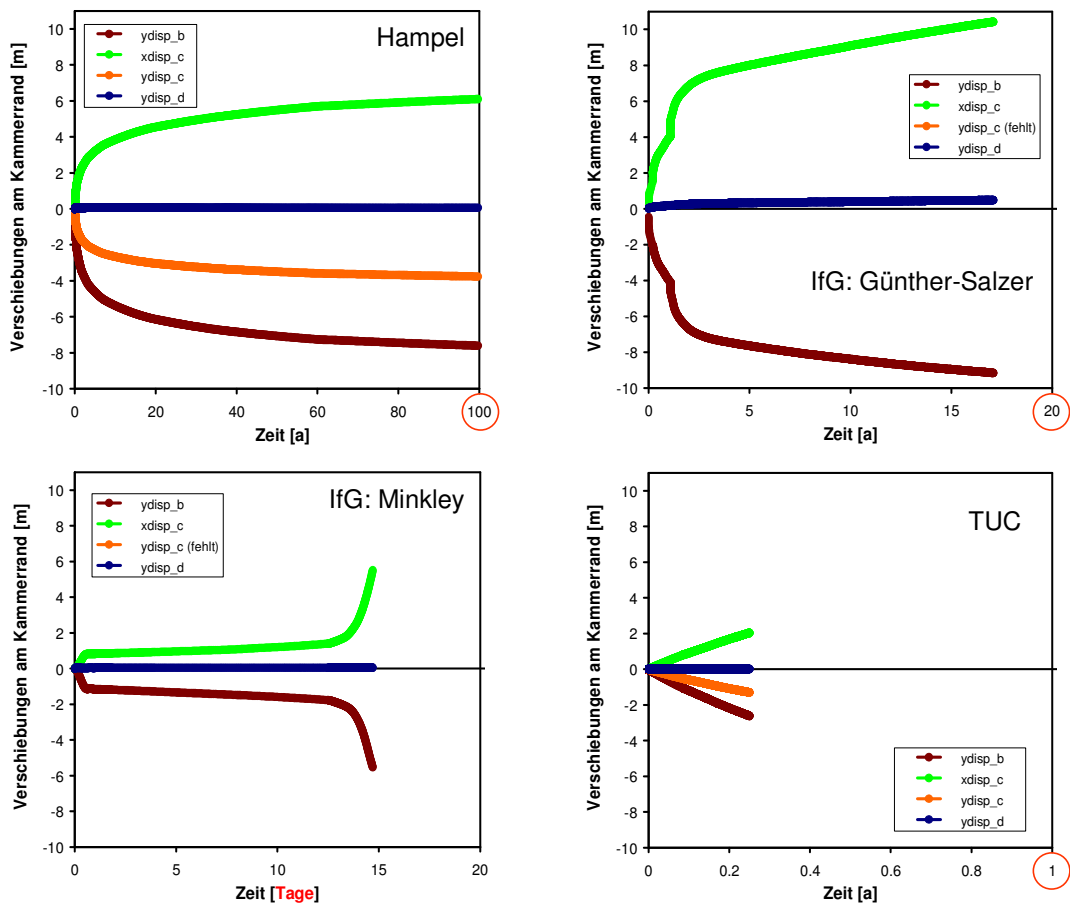 Verschiebungen am Kammerrand [m]
10
8
6
4
2
0
-2
-4
-6
-8
-10
ydisp_b
xdisp_c
ydisp_c
ydisp_d
Hampel
0 20 40 60 80 100
Zeit [a]
Verschiebungen am Kammerrand [m]
10
8
6
4
2
0
-2
-4
-6
-8
-10
ydisp_b
xdisp_c
ydisp_c (fehlt)
ydisp_d
IfG: Günther-Salzer
0 5 10 15 20
Zeit [a]
Verschiebungen am Kammerrand [m]
10
8
6
4
2
0
-2
-4
-6
-8
-10
IfG: Minkley
ydisp_b
xdisp_c
ydisp_c (fehlt)
ydisp_d
0 5 10 15 20
Zeit [Tage]
Verschiebungen am Kammerrand [m]
10
8
6
4
2
0
-2
-4
-6
-8
-10
TUC
ydisp_b
xdisp_c
ydisp_c
ydisp_d
0 0.2 0.4 0.6 0.8 1
Zeit [a]